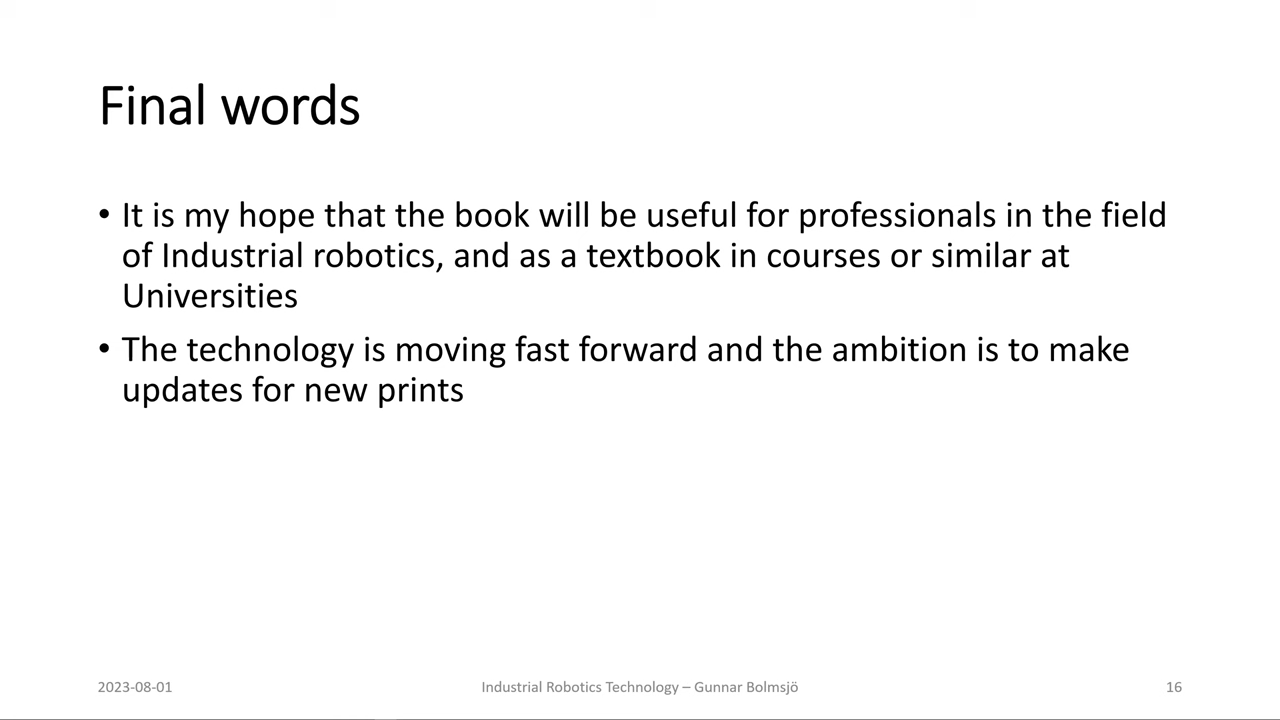 Final words
• It is my hope that the book will be useful for professionals in the field
of Industrial robotics, and as a textbook in courses or similar at
Universities
• The technology is moving fast forward and the ambition is to make
updates for new prints
2023-08-01
Industrial Robotics Technology – Gunnar Bolmsjö
16